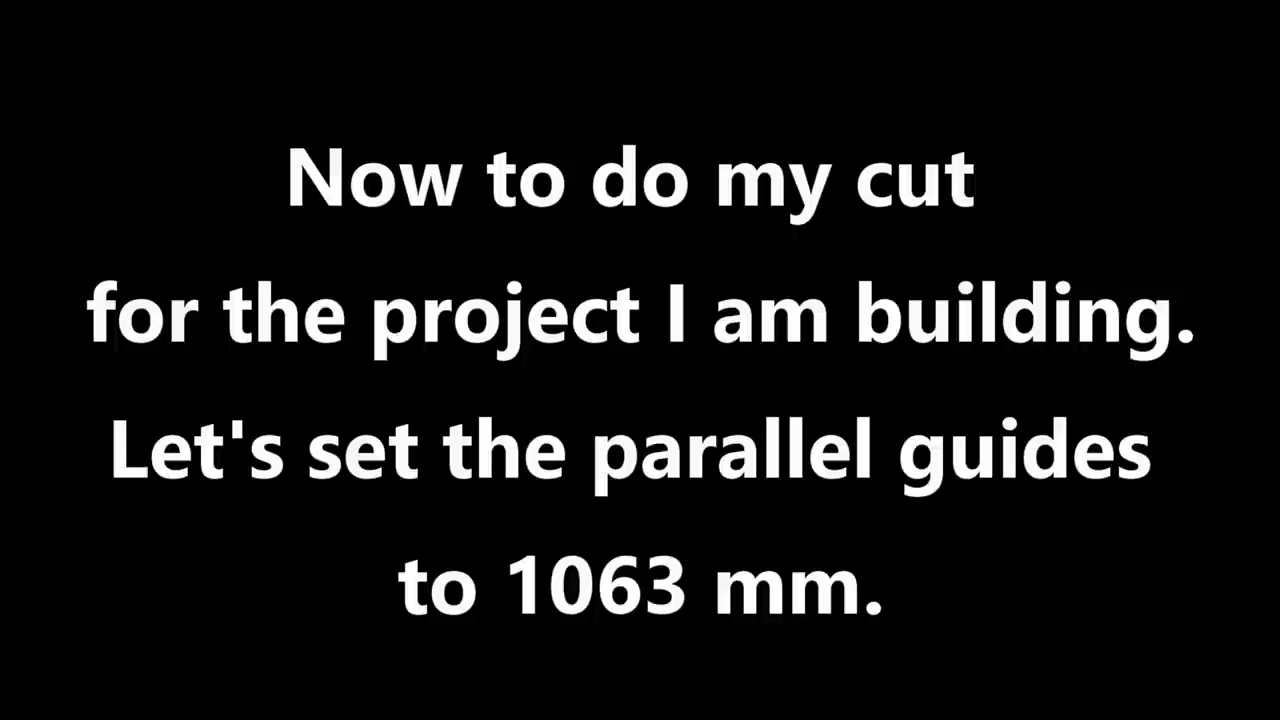 Now to do my cut
for the project I am building.
Let's set the parallel guides
to 1063 mm.